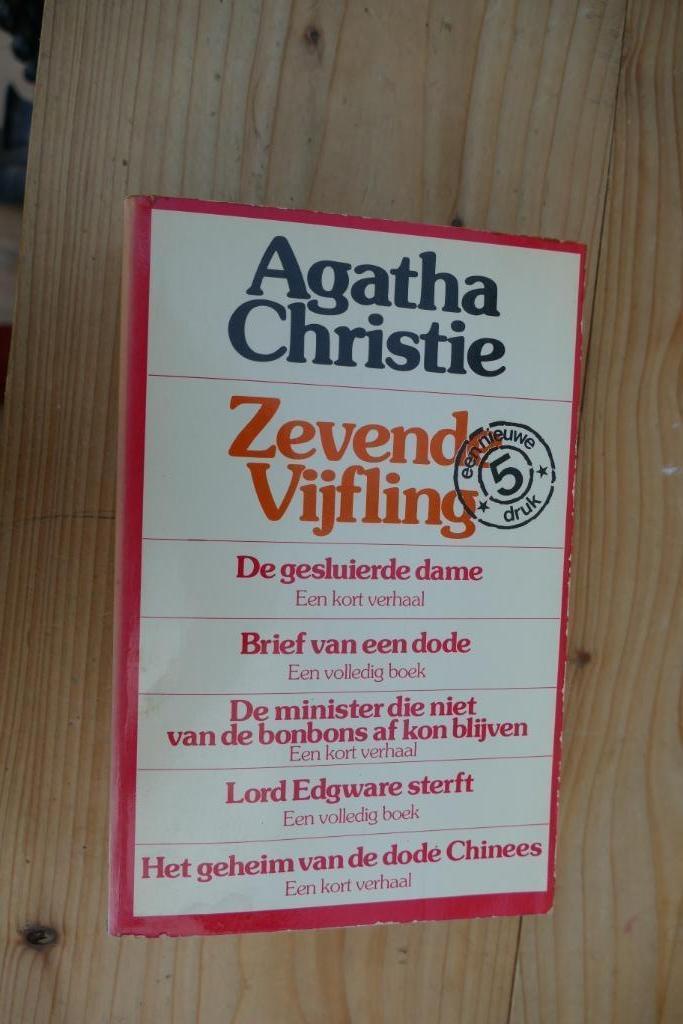 Agatha
Christie
Zevende
Vijfling
een nieuwe
5
druk
De gesluierde dame
Een kort verhaal
Brief van een dode
Een volledig boek
De minister die niet
van de bonbons af kon blijven
Een kort verhaal
Lord Edgware sterft
Een volledig boek
Het geheim van de dode Chinees
Een kort verhaal